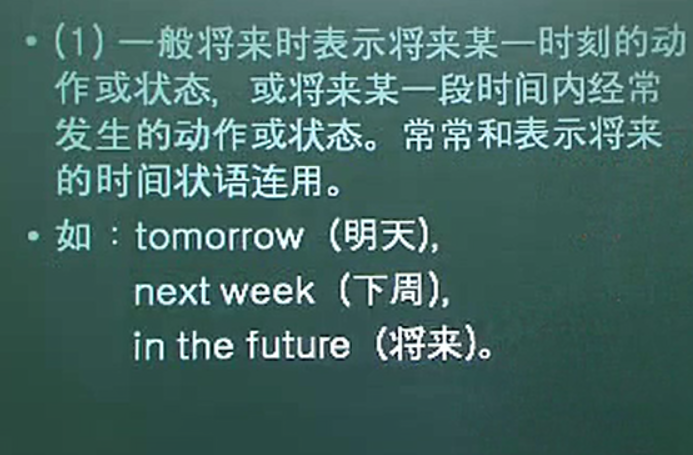 • (1) 一般将来时表示将来某一时刻的动
作或状态, 或将来某一段时间内经常
发生的动作或状态。常常和表示将来
的时间状语连用。
• 如：tomorrow (明天),
next week (下周),
in the future (将来)。